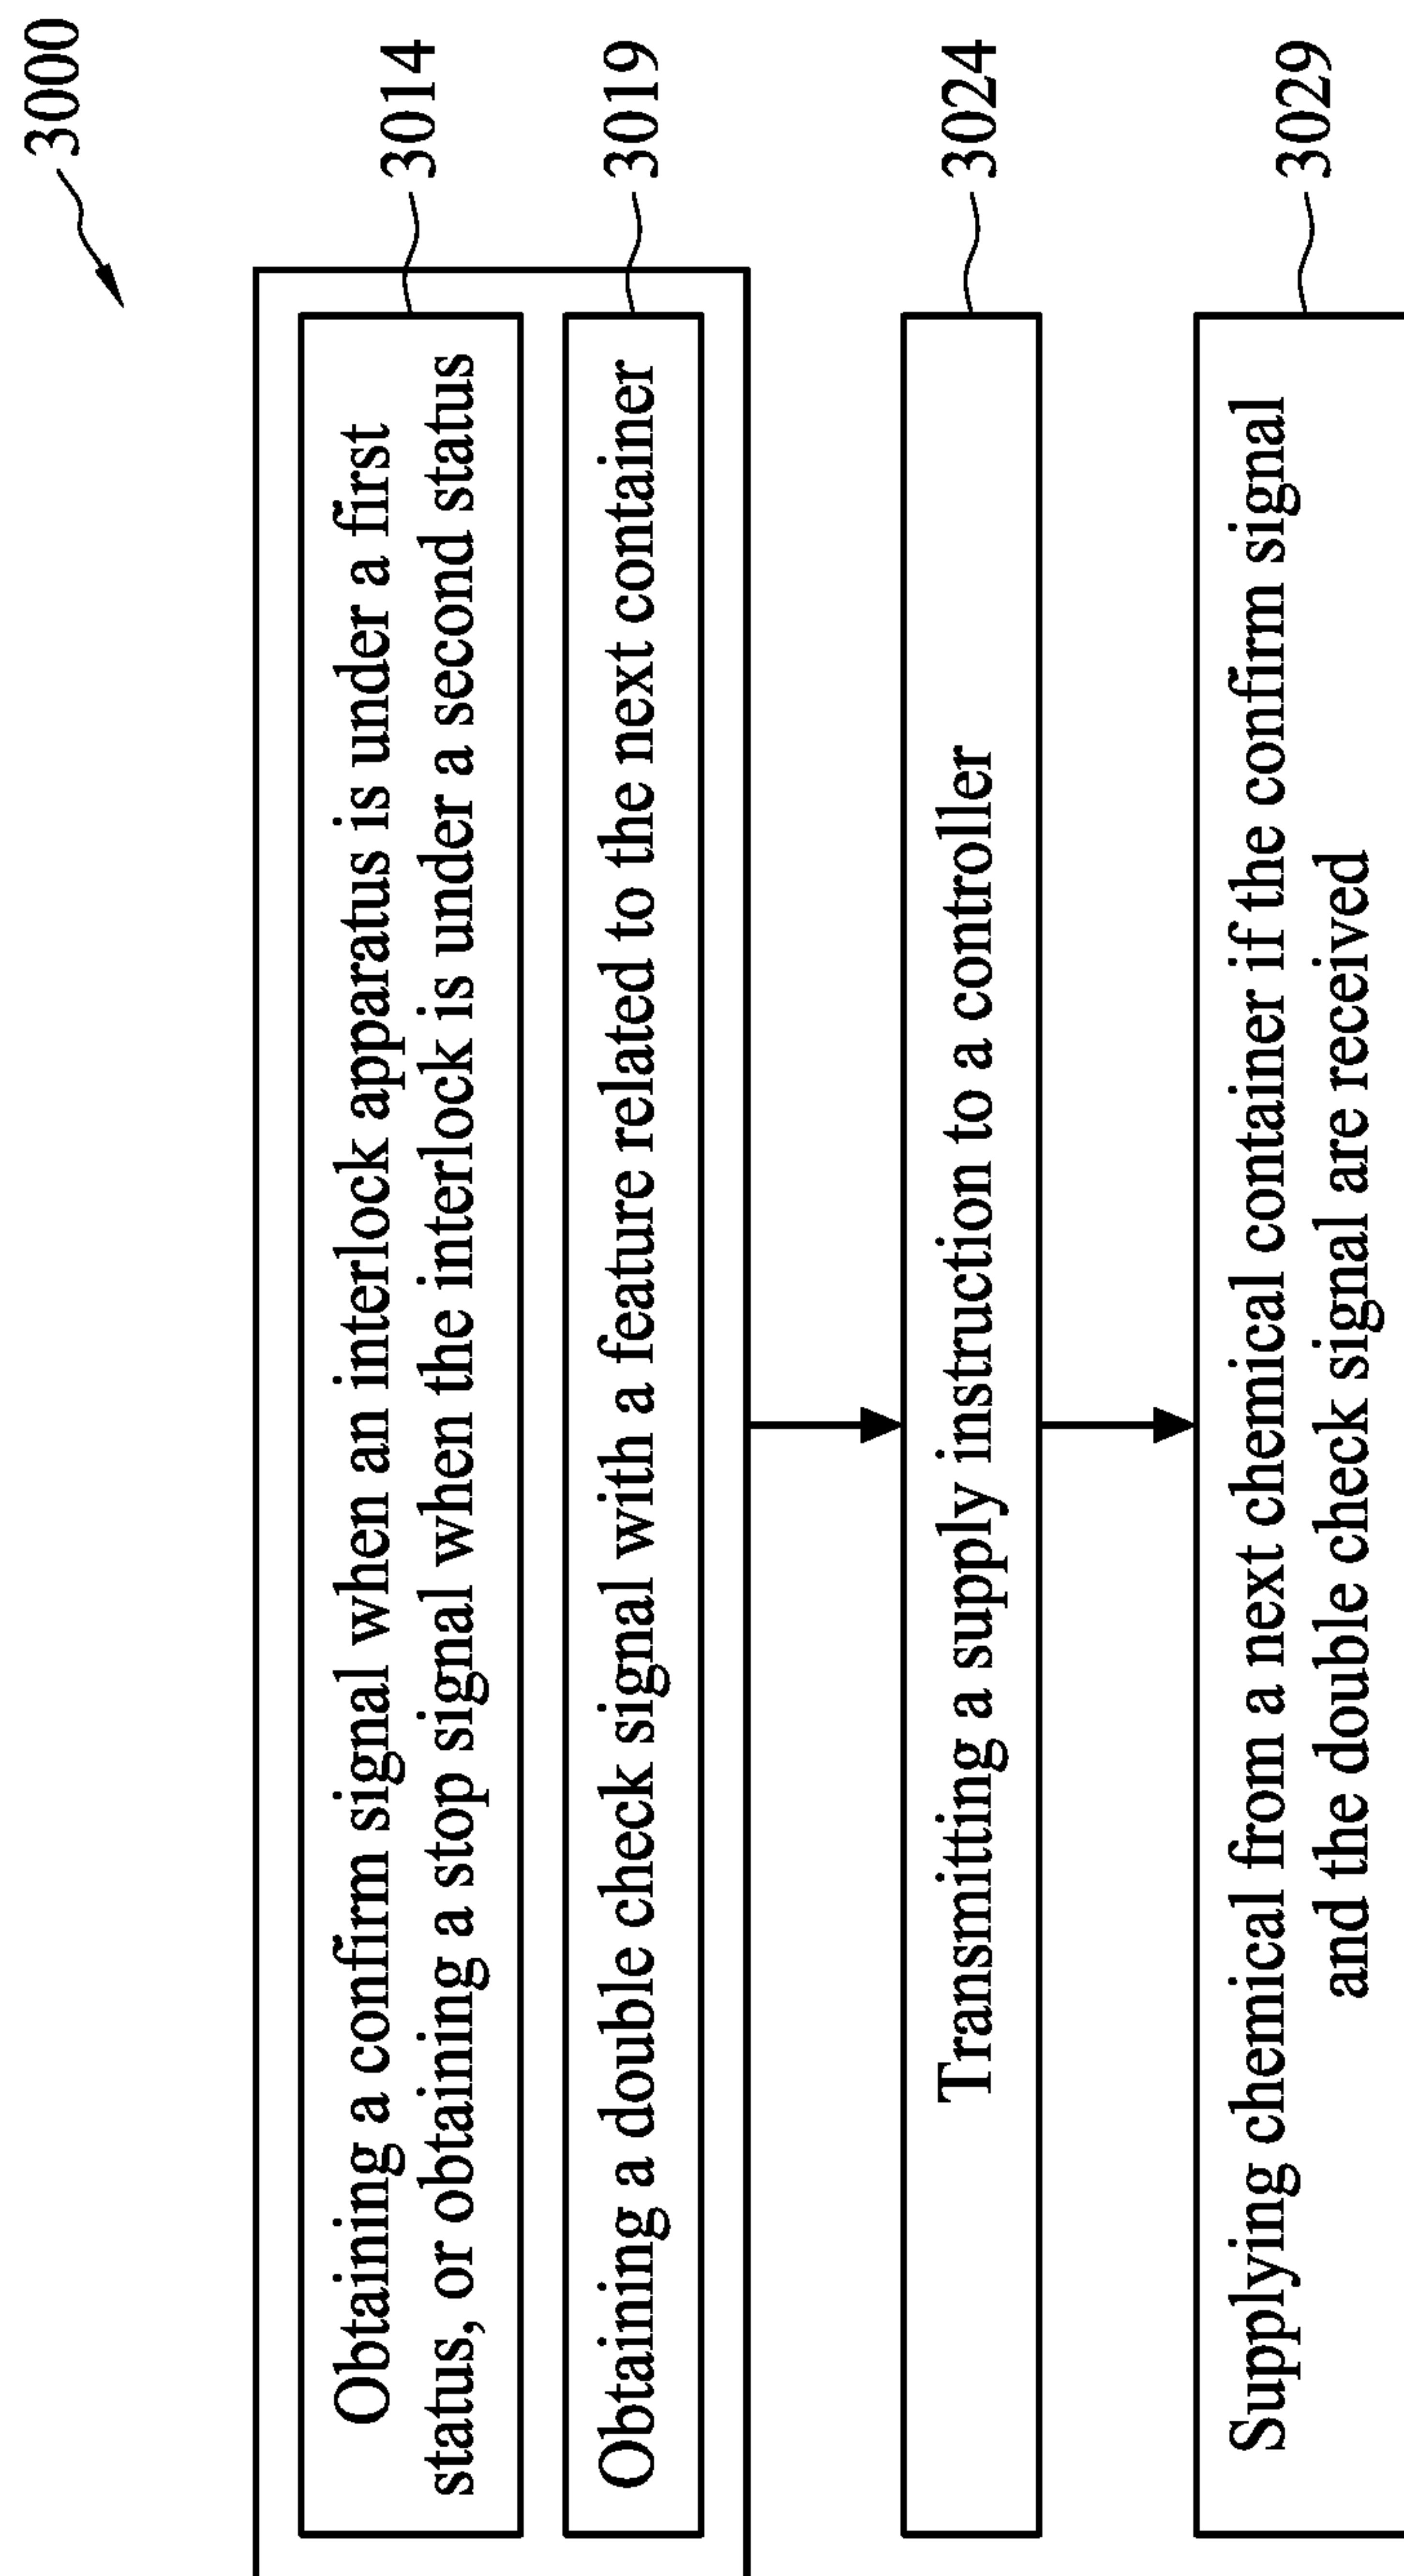 3000
Obtaining a confirm signal when an interlock apparatus is under a first
status, or obtaining a stop signal when the interlock is under a second status
3014
Obtaining a double check signal with a feature related to the next container
3019
Transmitting a supply instruction to a controller
3024
Supplying chemical from a next chemical container if the confirm signal
and the double check signal are received
3029